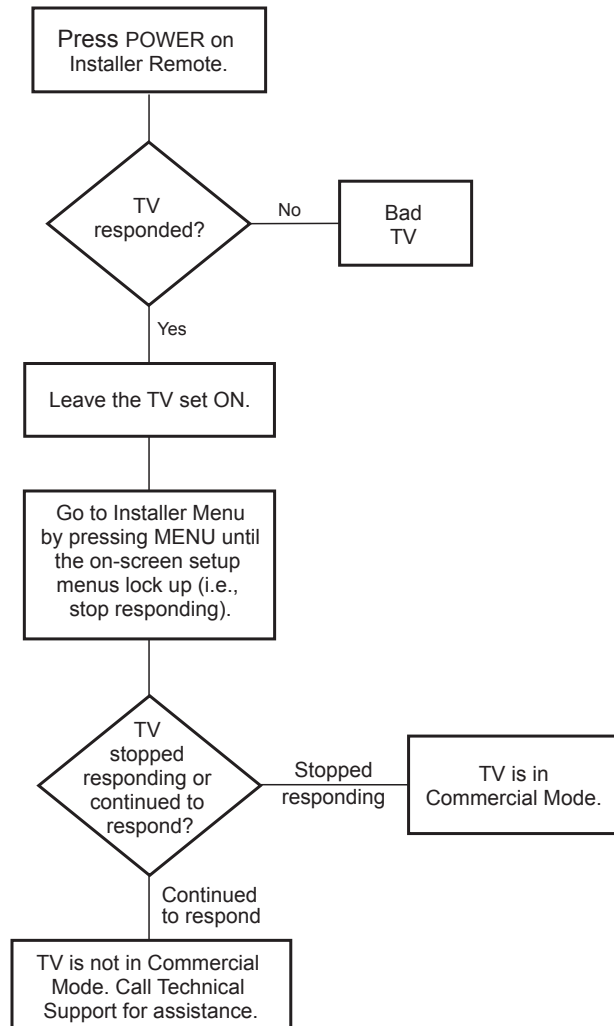 Press POWER on
Installer Remote.
TV
responded?
No
Bad
TV
Yes
Leave the TV set ON.
Go to Installer Menu
by pressing MENU until
the on-screen setup
menus lock up (i.e.,
stop responding).
TV
stopped
responding or
continued to
respond?
Stopped
responding
TV is in
Commercial Mode.
Continued
to respond
TV is not in Commercial
Mode. Call Technical
Support for assistance.